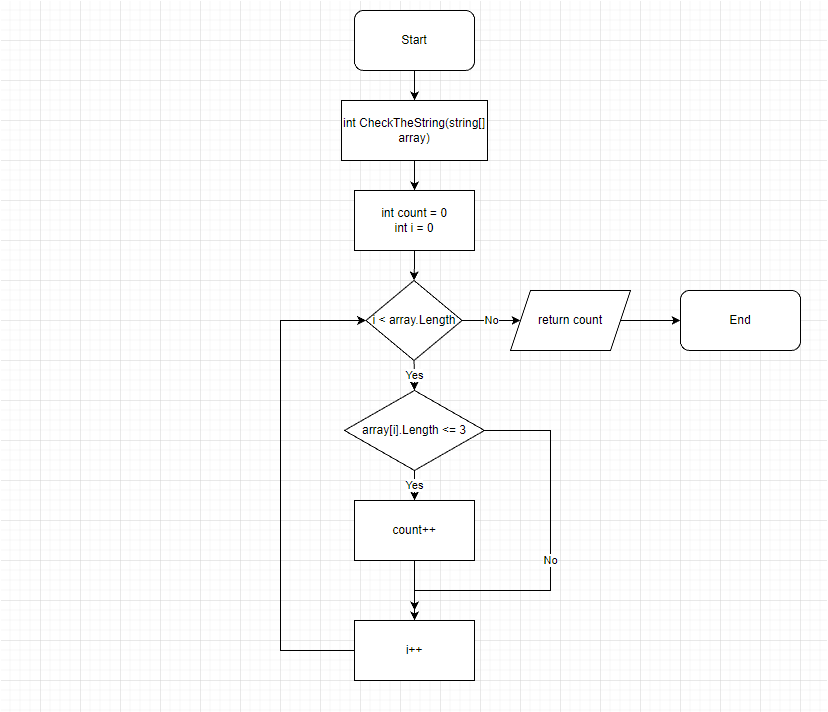 Start
int CheckTheString(string[]
array)
int count = 0
int i = 0
i < array.Length
No
return count
End
Yes
array[i].Length <= 3
Yes
count++
No
i++